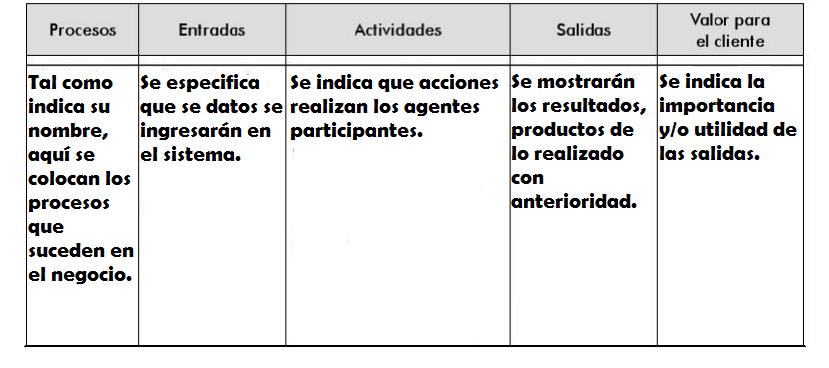 Procesos
Entradas
Actividades
Salidas
Valor para
el cliente
Tal como
indica su
nombre,
aquí se
colocan los
procesos
que
suceden en
el negocio.
Se especifica
que se datos se
ingresarán en
el sistema.
Se indica que acciones
realizan los agentes
participantes.
Se mostrarán
los resultados,
productos de
lo realizado
con
anterioridad.
Se indica la
importancia
y/o utilidad de
las salidas.